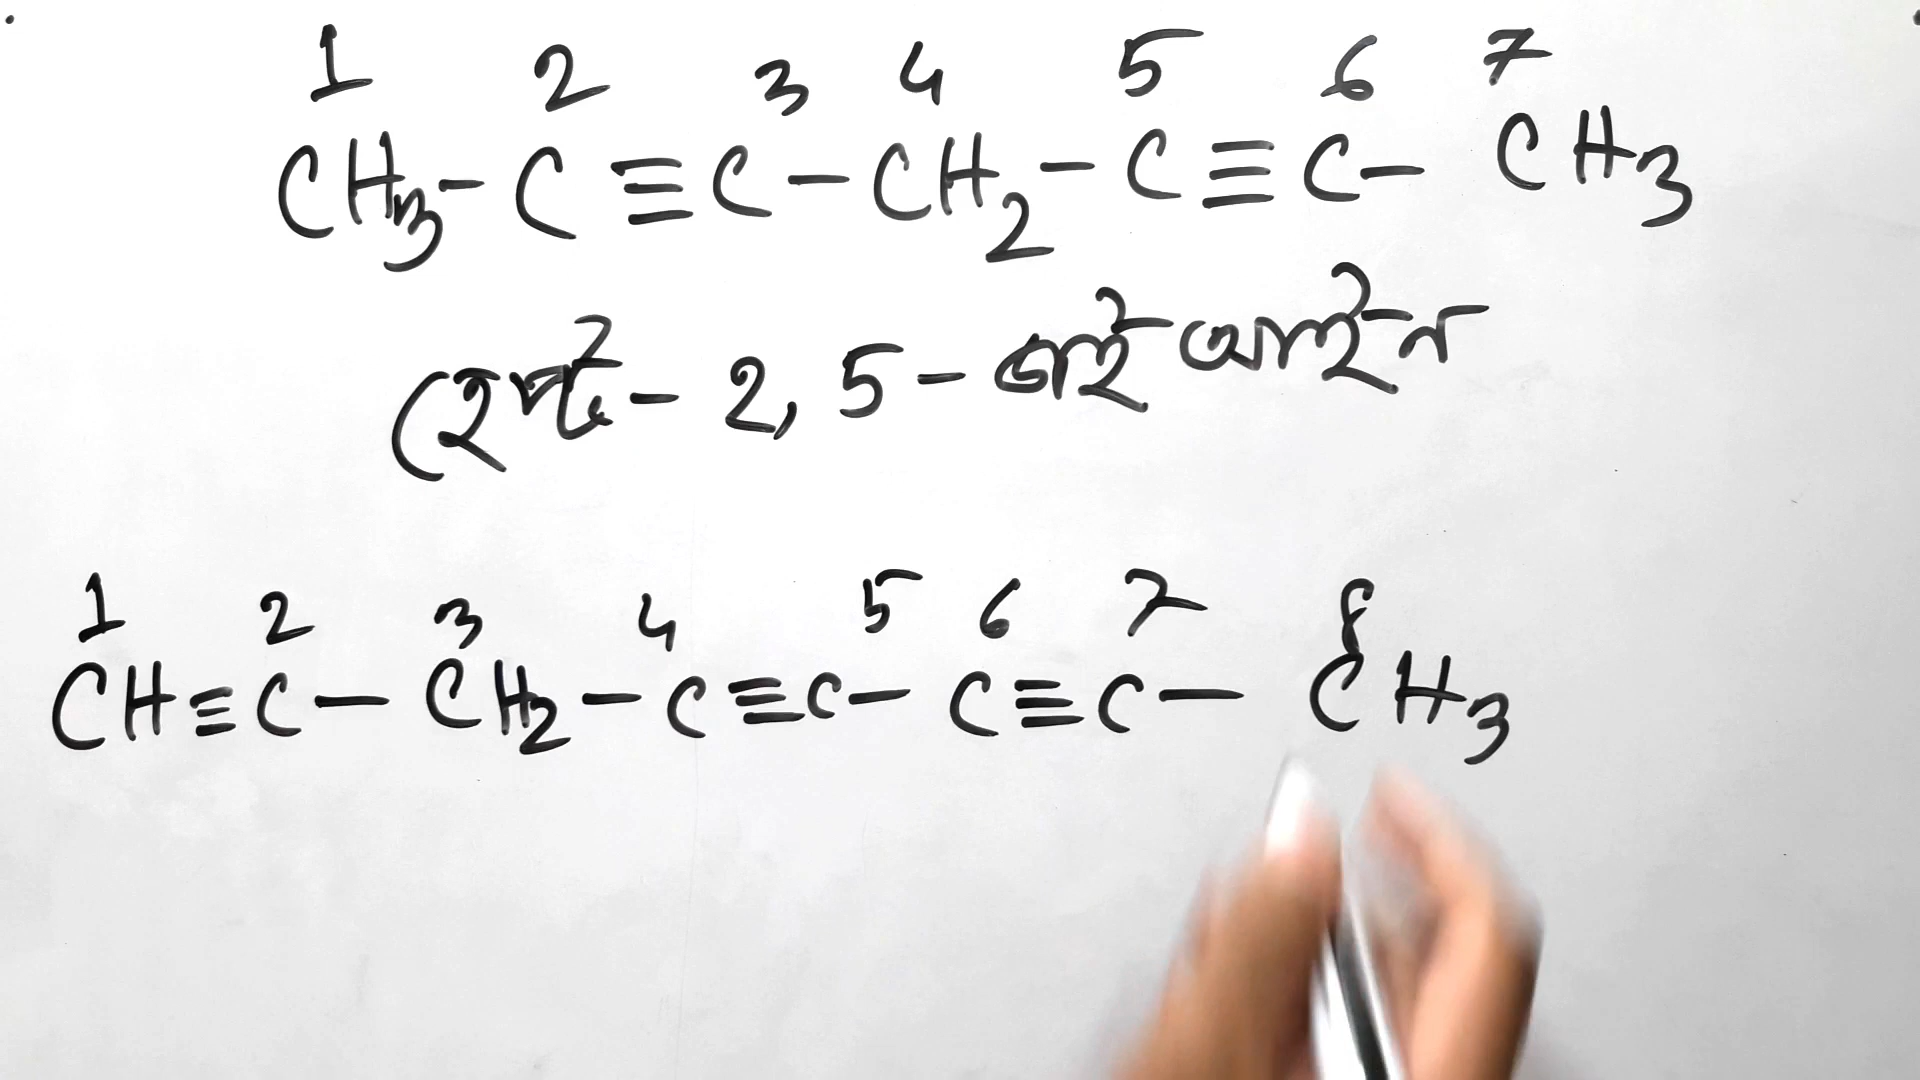 1 2 3 4 5 6 7
CH₃ - C ≡ C - CH₂ - C ≡ C - CH₃
হেপ্টা - 2, 5 - ডাই আইন
1 2 3 4 5 6 7 8
CH ≡ C - CH₂ - C ≡ C - C ≡ C - CH₃